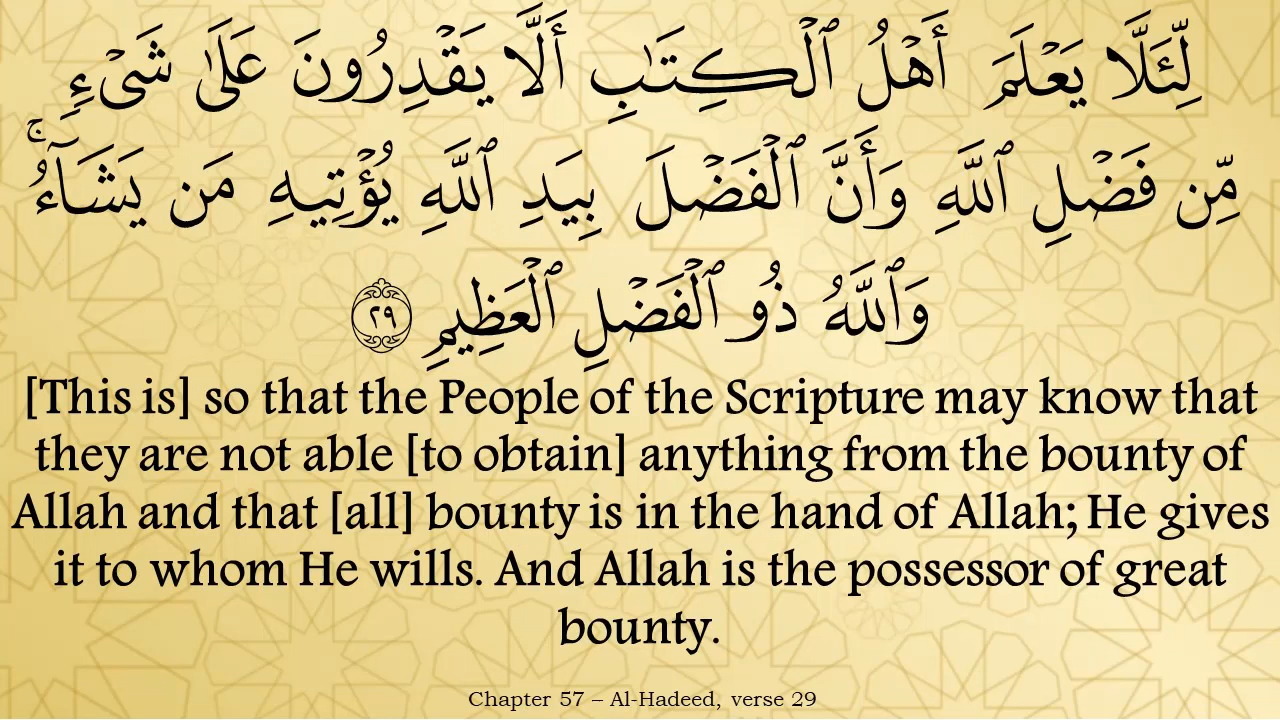 لِّئَلَّا يَعْلَمَ أَهْلُ ٱلْكِتَـٰبِ أَلَّا يَقْدِرُونَ عَلَىٰ شَىْءٍ
مِّن فَضْلِ ٱللَّهِ وَأَنَّ ٱلْفَضْلَ بِيَدِ ٱللَّهِ يُؤْتِيهِ مَن يَشَآءُ ۚ
وَٱللَّهُ ذُو ٱلْفَضْلِ ٱلْعَظِيمِ ٢٩
[This is] so that the People of the Scripture may know that
they are not able [to obtain] anything from the bounty of
Allah and that [all] bounty is in the hand of Allah; He gives
it to whom He wills. And Allah is the possessor of great
bounty.
Chapter 57 – Al-Hadeed, verse 29